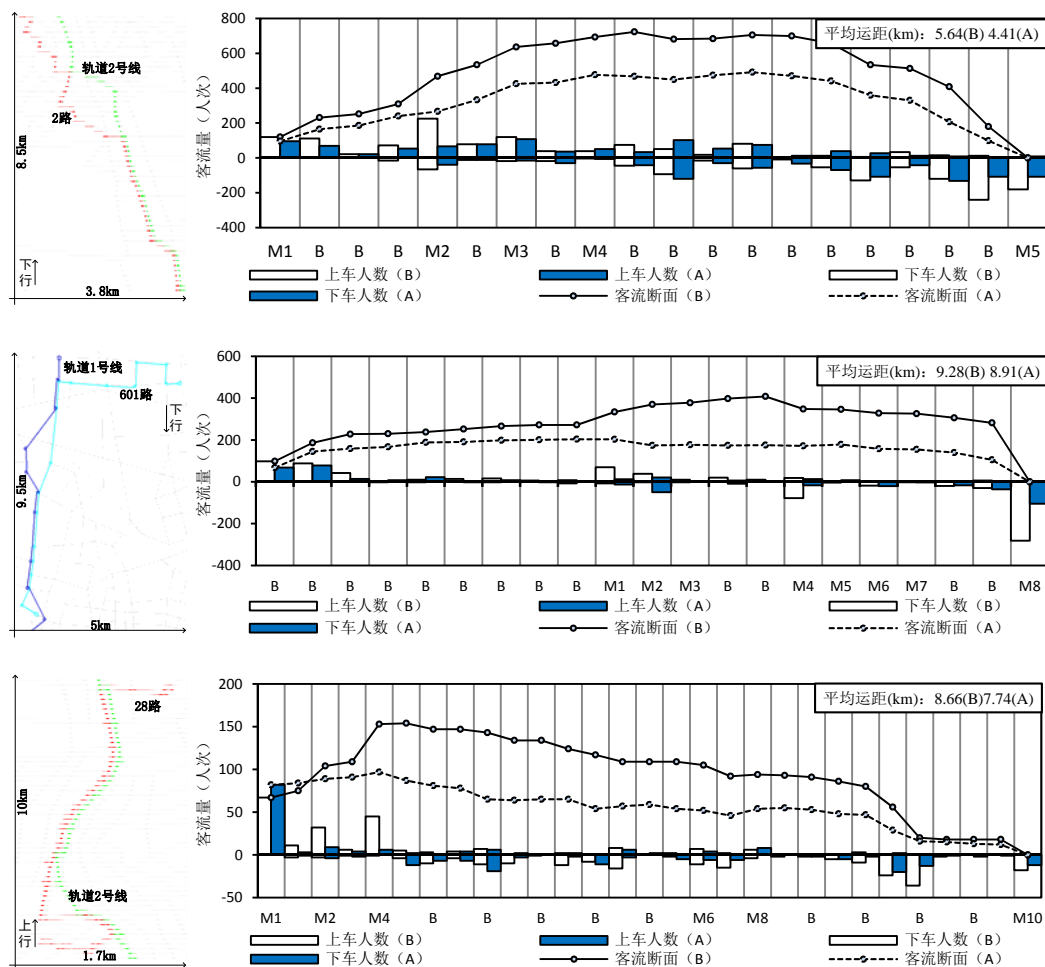 轨道2号线
2路
8.5km
下行
3.8km
客流量（人次）
800
600
400
200
0
-200
-400
平均运距(km)：5.64(B) 4.41(A)
M1 B B B M2 B M3 B M4 B B B B B B B B B B M5
上车人数（B） 上车人数（A） 下车人数（B）
下车人数（A） 客流断面（B） 客流断面（A）
轨道1号线
601路
下行
9.5km
5km
客流量（人次）
600
400
200
0
-200
-400
平均运距(km)：9.28(B) 8.91(A)
B B B B B B B B B M1 M2 M3 B B M4 M5 M6 M7 B B M8
上车人数（B） 上车人数（A） 下车人数（B）
下车人数（A） 客流断面（B） 客流断面（A）
28路
10km
轨道2号线
上行
1.7km
客流量（人次）
200
150
100
50
0
-50
平均运距(km)：8.66(B)7.74(A)
M1 M2 M4 B B B B B M6 M8 B B B B M10
上车人数（B） 上车人数（A） 下车人数（B）
下车人数（A） 客流断面（B） 客流断面（A）